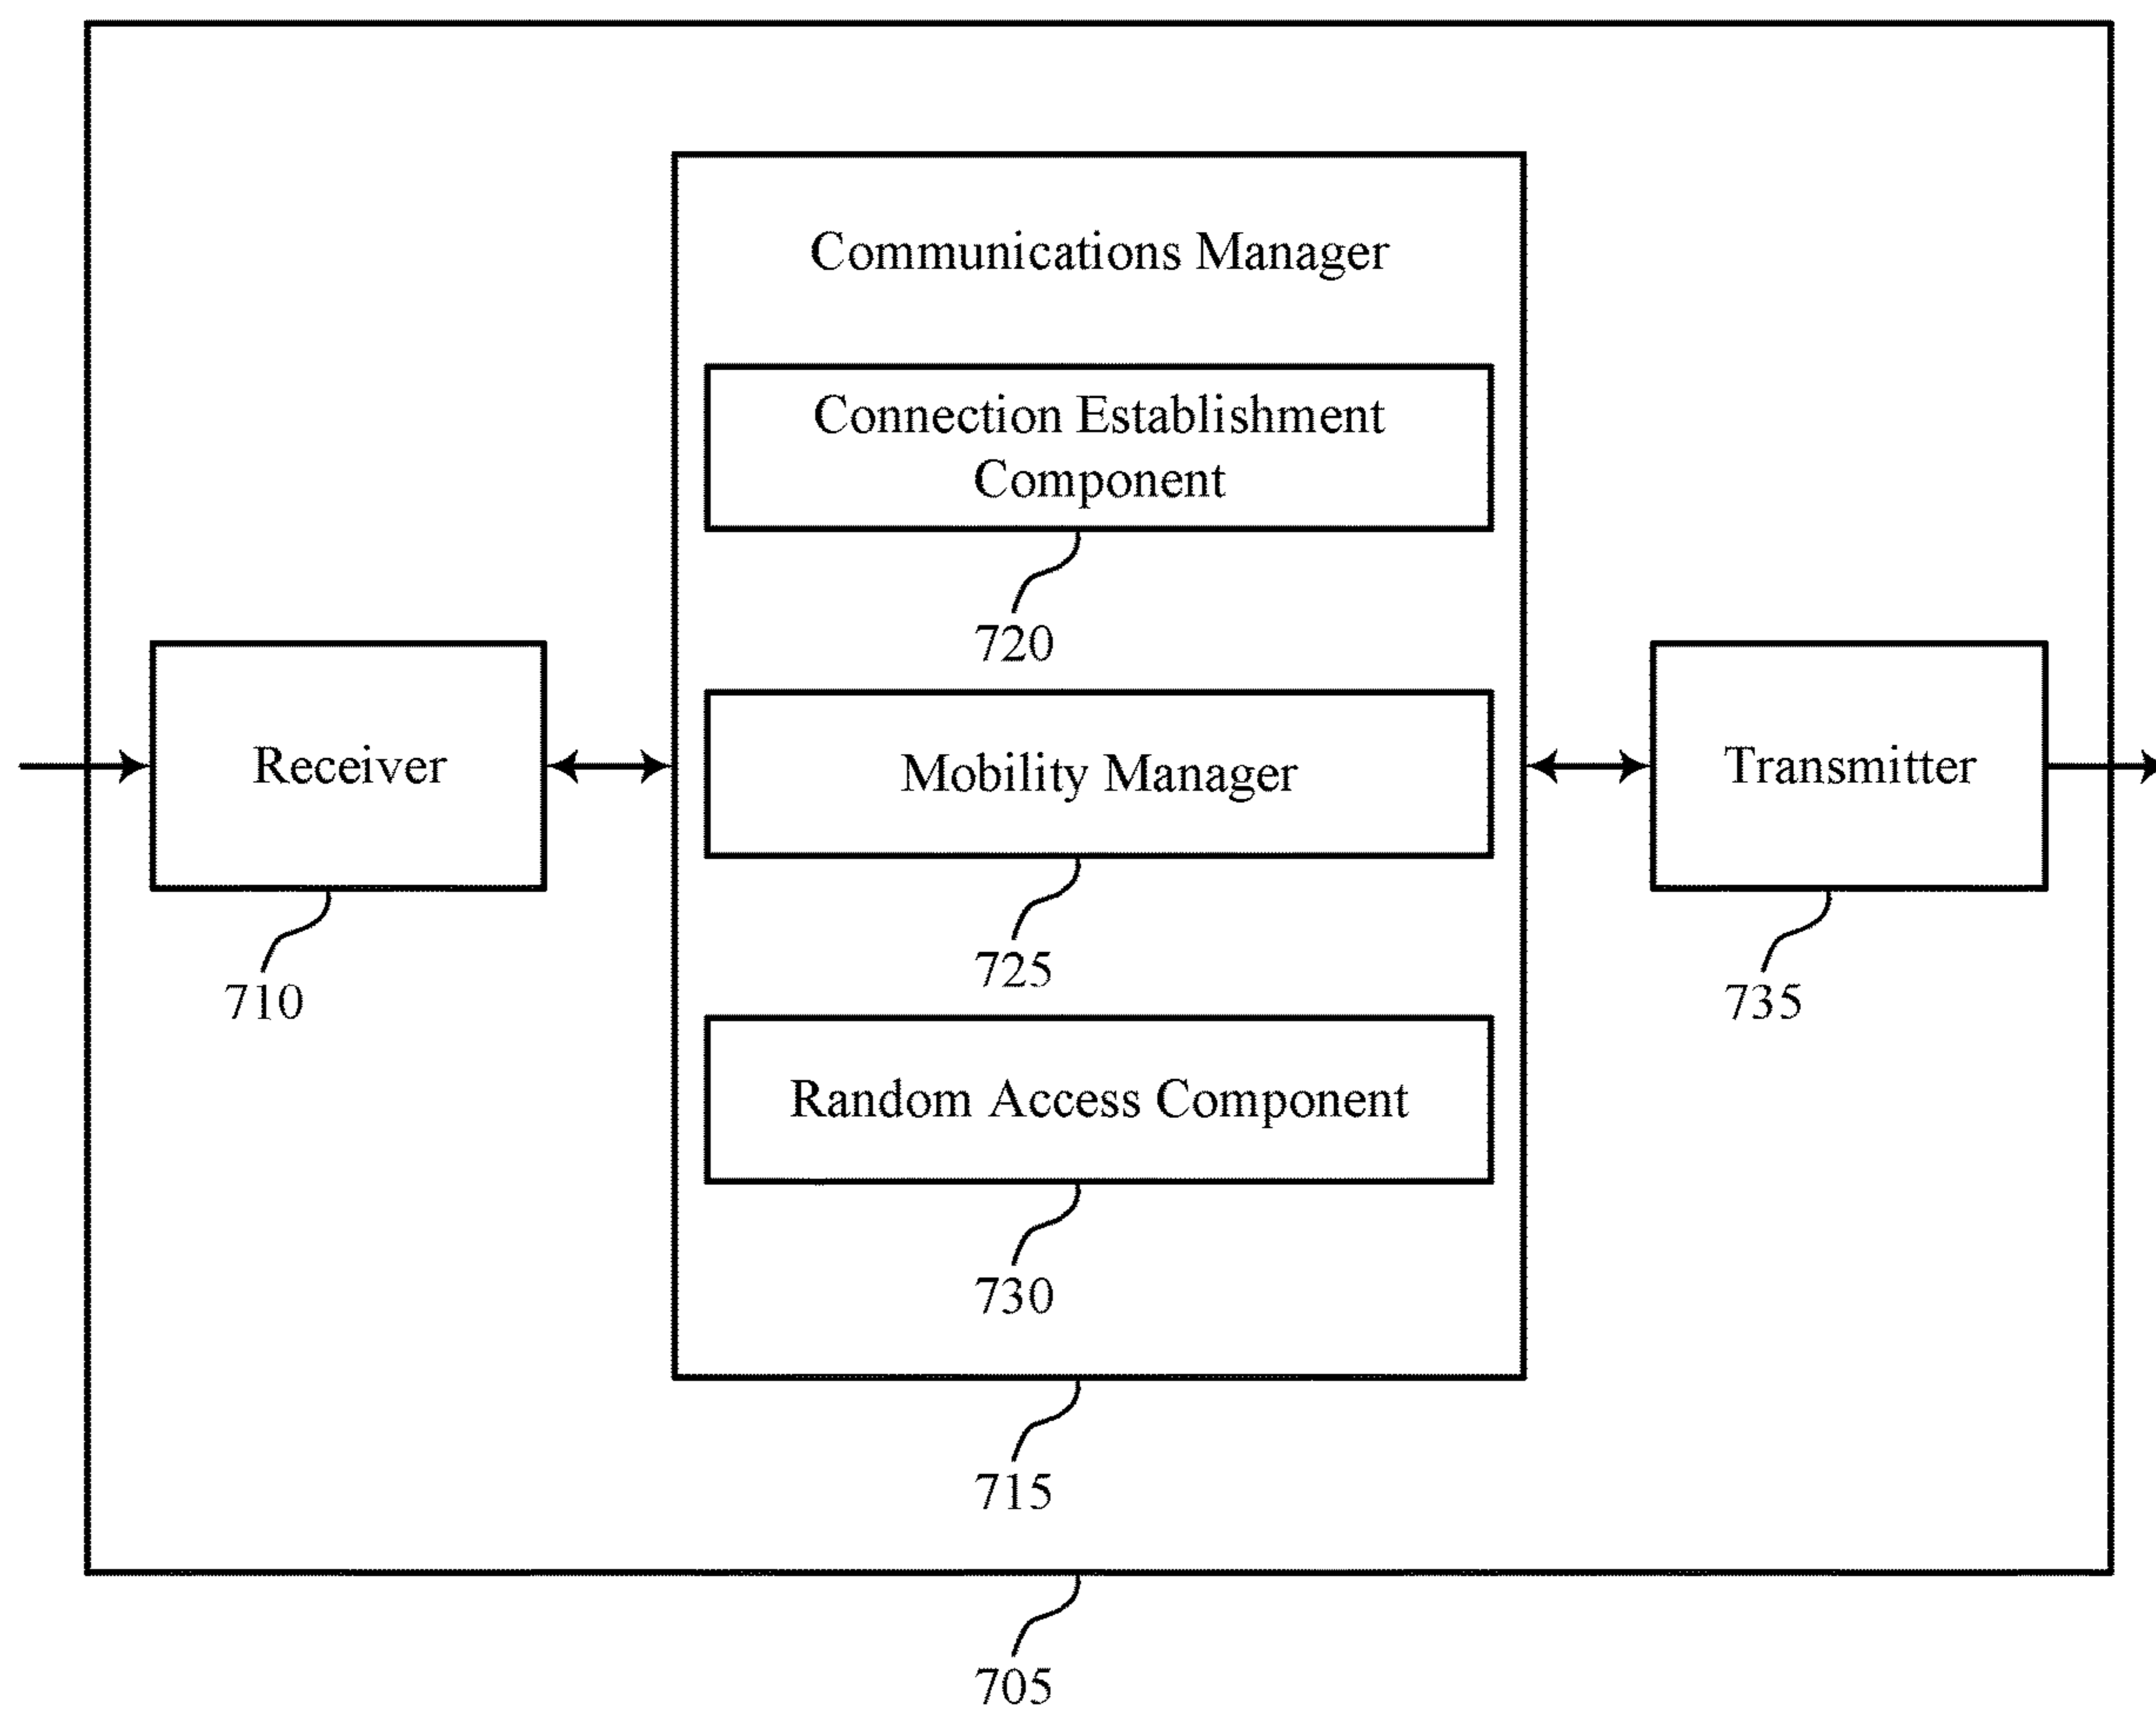 Communications Manager
Connection Establishment
Component
720
Receiver
710
Mobility Manager
725
Transmitter
735
Random Access Component
730
715
705